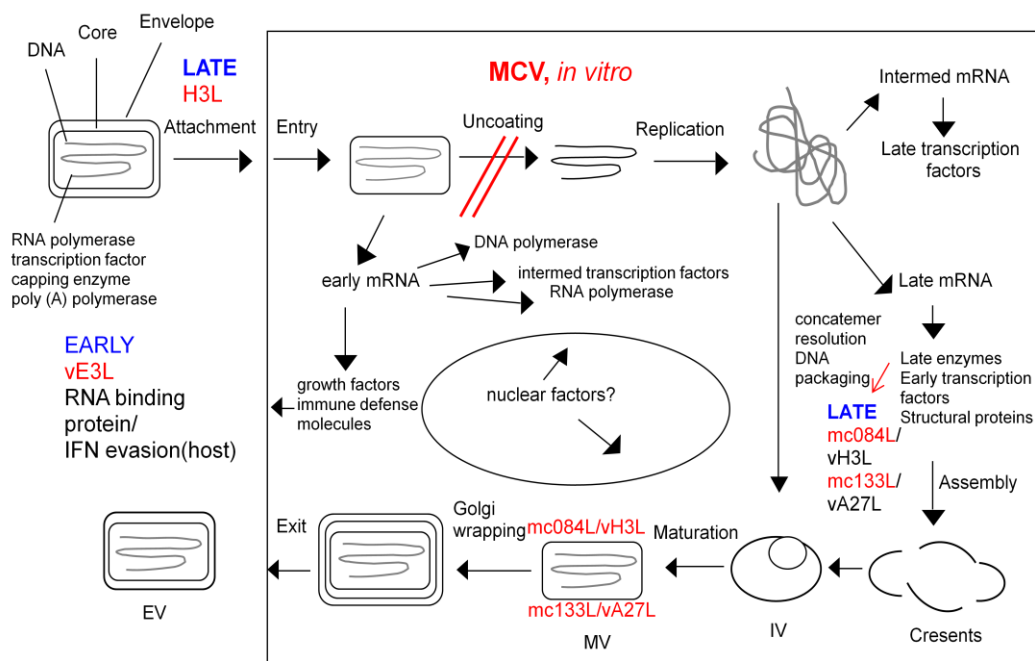 DNA
Core
Envelope
LATE
H3L
Attachment
RNA polymerase
transcription factor
capping enzyme
poly (A) polymerase
EARLY
vE3L
RNA binding
protein/
IFN evasion(host)
EV
MCV, in vitro
Entry
Uncoating
Replication
Intermed mRNA
Late transcription
factors
early mRNA
DNA polymerase
intermed transcription factors
RNA polymerase
growth factors
immune defense
molecules
nuclear factors?
Late mRNA
concatemer
resolution
DNA
packaging
Late enzymes
Early transcription
factors
Structural proteins
LATE
mc084L/
vH3L
mc133L/
vA27L
Assembly
Exit
Golgi
wrapping
mc084L/vH3L
mc133L/vA27L
MV
Maturation
IV
Cresents